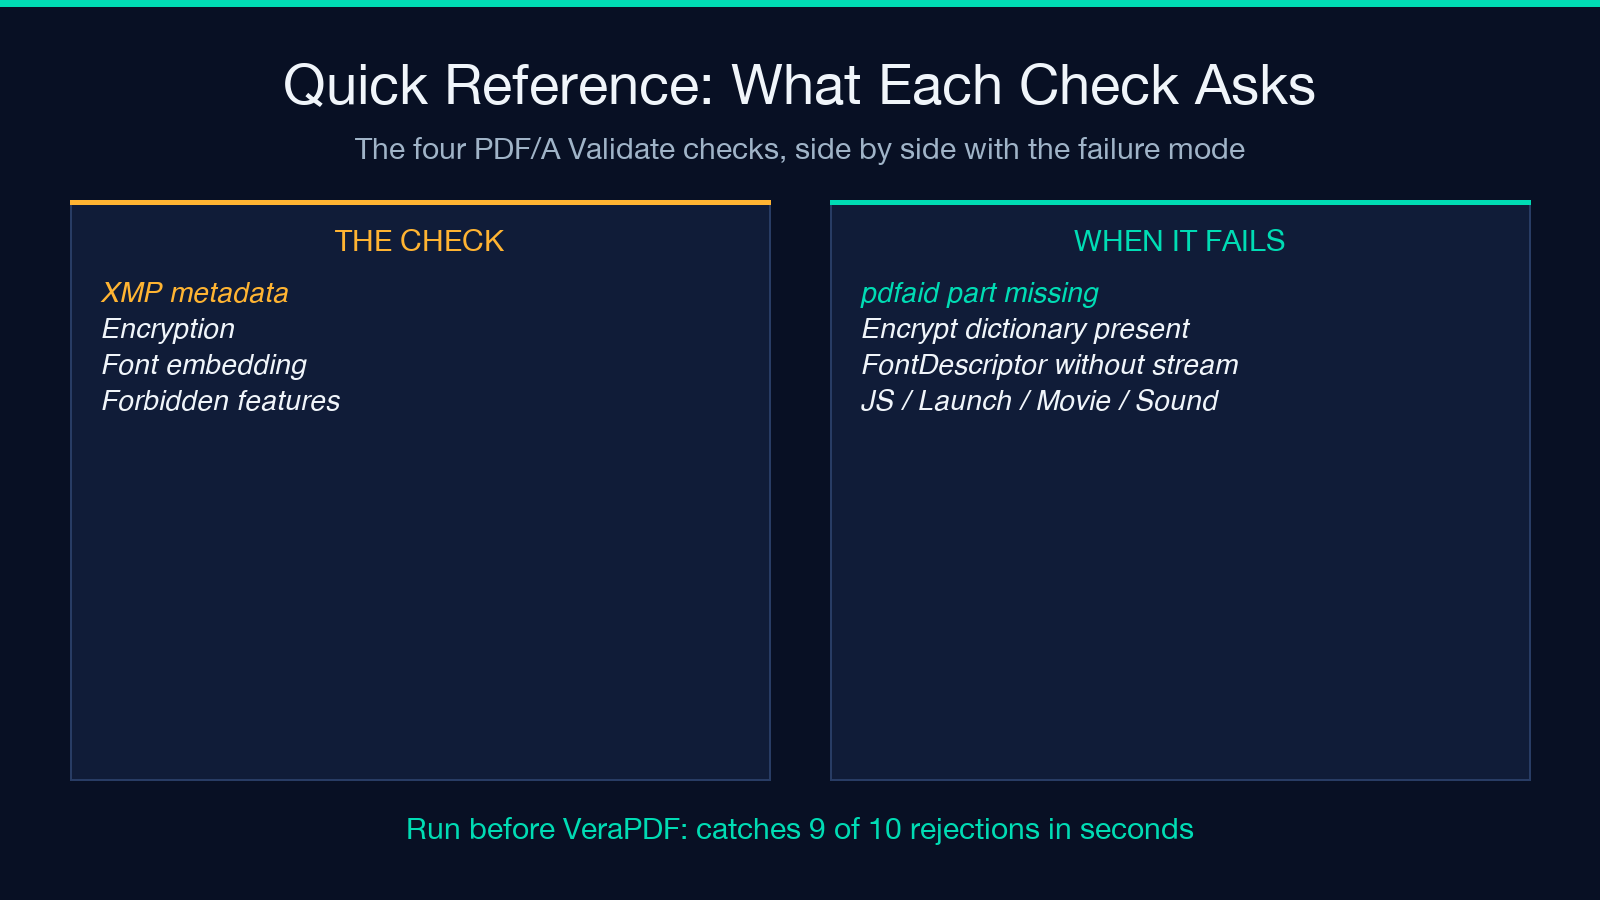 Quick Reference: What Each Check Asks
The four PDF/A Validate checks, side by side with the failure mode
THE CHECK
XMP metadata
Encryption
Font embedding
Forbidden features
WHEN IT FAILS
pdfaid part missing
Encrypt dictionary present
FontDescriptor without stream
JS / Launch / Movie / Sound
Run before VeraPDF: catches 9 of 10 rejections in seconds